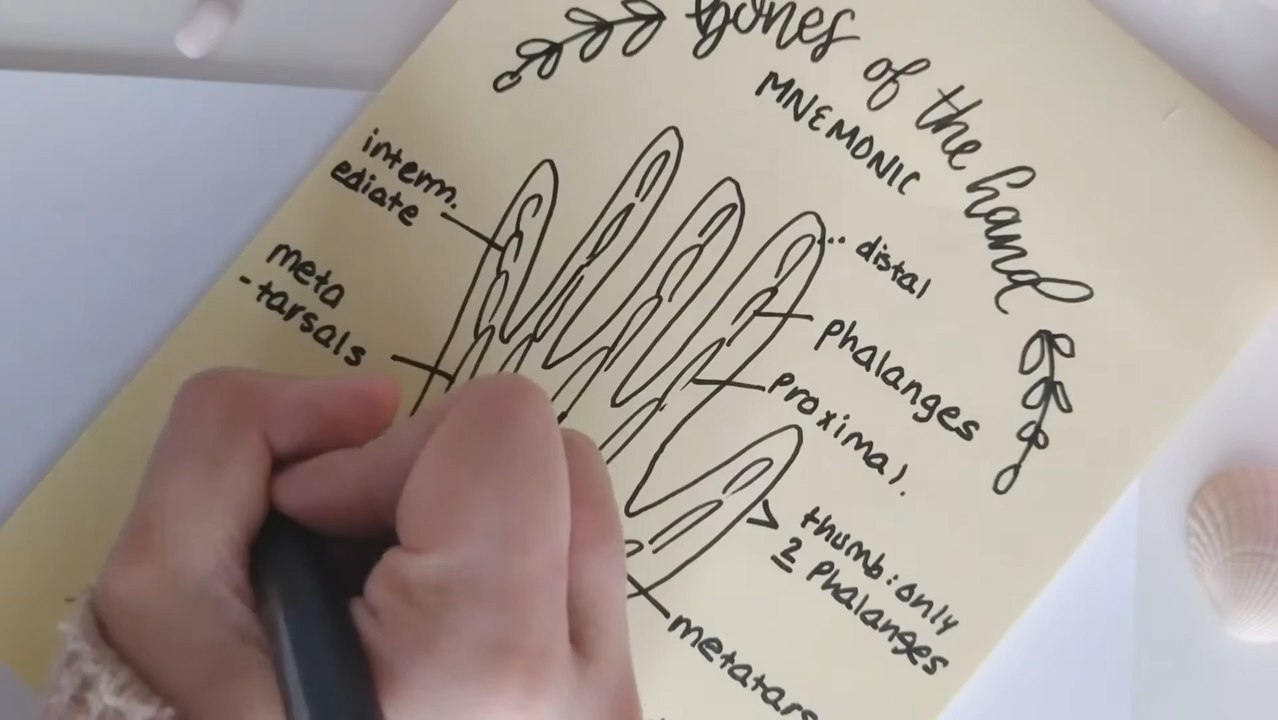 bones of the hand
MNEMONIC
interm.
ediate
meta
-tarsals
distal
phalanges
proximal.
thumb: only
2 phalanges
metatars